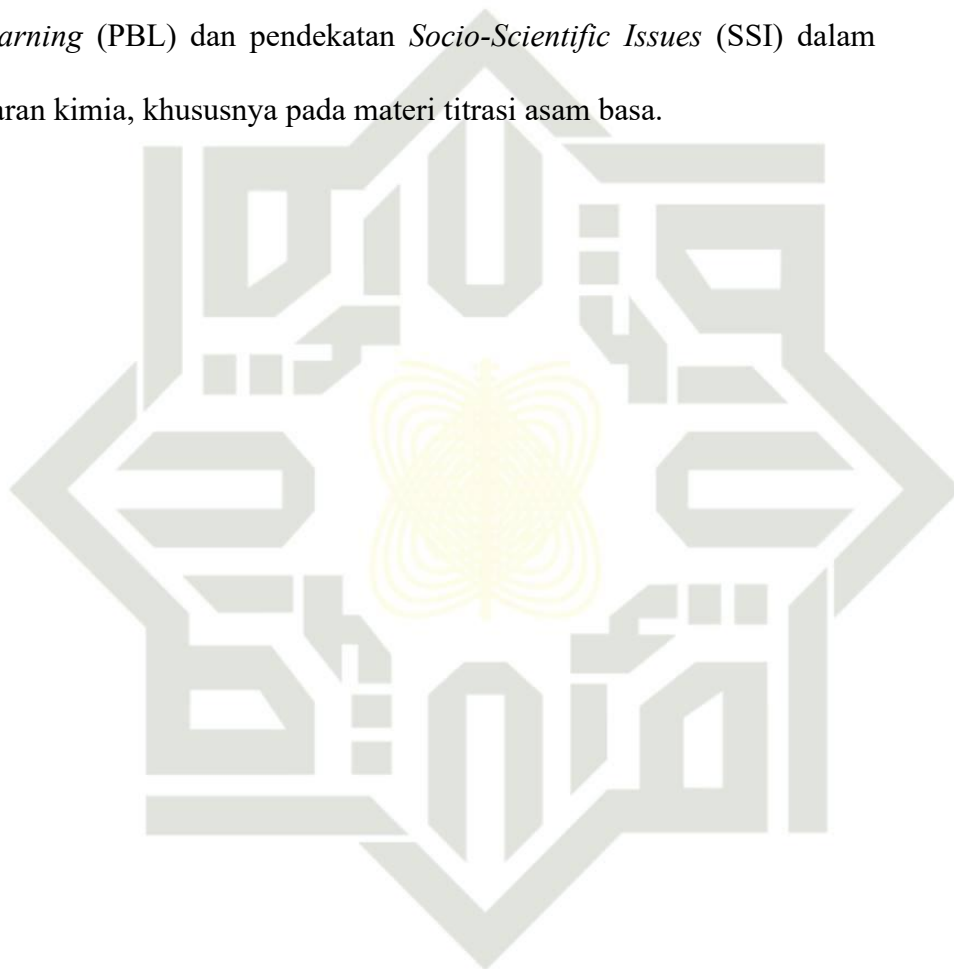 arning (PBL) dan pendekatan Socio-Scientific Issues (SSI) dalam
aran kimia, khususnya pada materi titrasi asam basa.